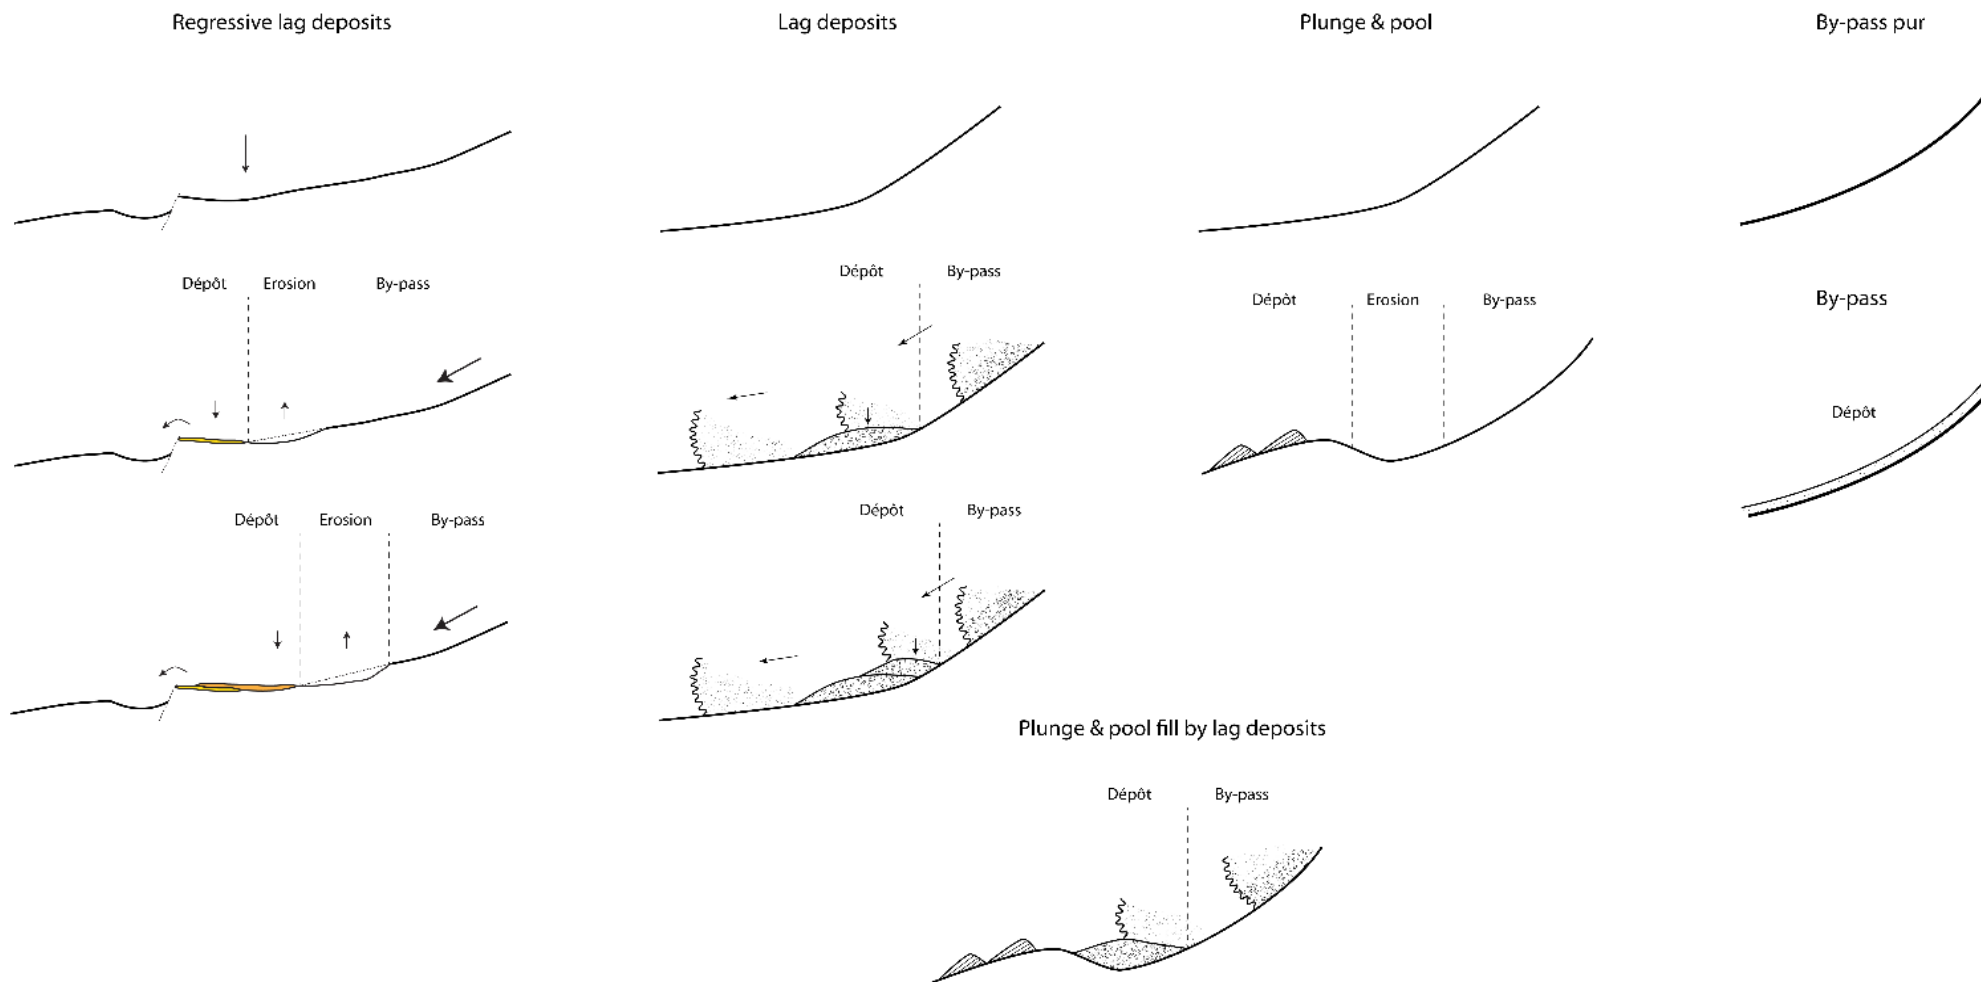 Regressive lag deposits
Lag deposits
Plunge & pool
By-pass pur
Dépôt
By-pass
Dépôt
Erosion
By-pass
Dépôt
Erosion
By-pass
By-pass
Dépôt
Dépôt
By-pass
Dépôt
Erosion
By-pass
Plunge & pool fill by lag deposits
Dépôt
By-pass